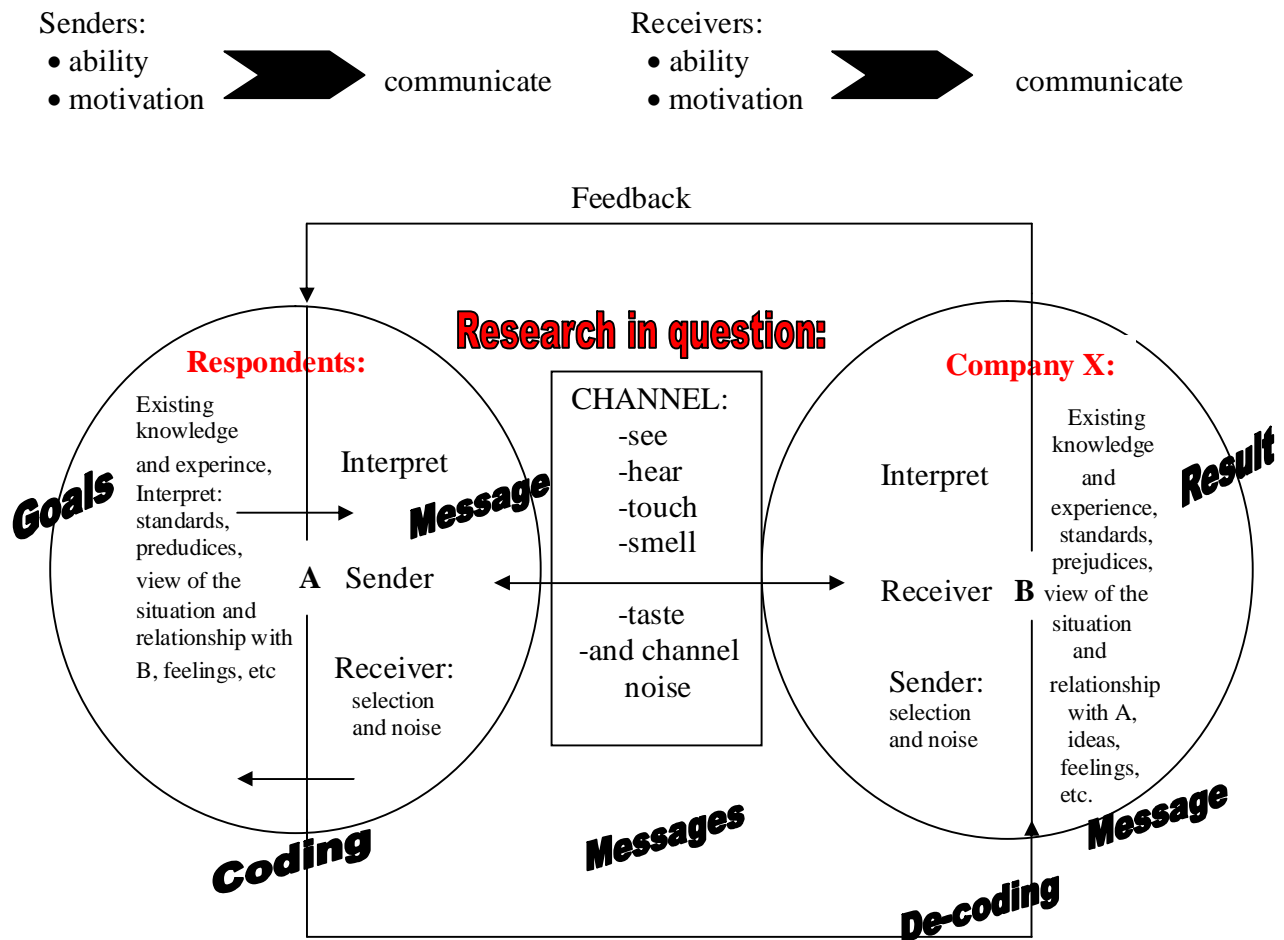 Senders:
• ability
• motivation
communicate
Receivers:
• ability
• motivation
communicate
Feedback
Research in question:
Respondents:
Existing
knowledge
and experince,
Interpret:
standards,
predudices,
view of the
situation and
relationship with
B, feelings, etc
Goals
Interpret
Message
A Sender
Receiver:
selection
and noise
Coding
CHANNEL:
-see
-hear
-touch
-smell
-taste
-and channel
noise
Messages
Company X:
Interpret
Receiver B
Sender:
selection
and noise
Existing
knowledge
and
experience,
standards,
prejudices,
view of the
situation
and
relationship
with A,
ideas,
feelings,
etc.
Result
Message
De-coding